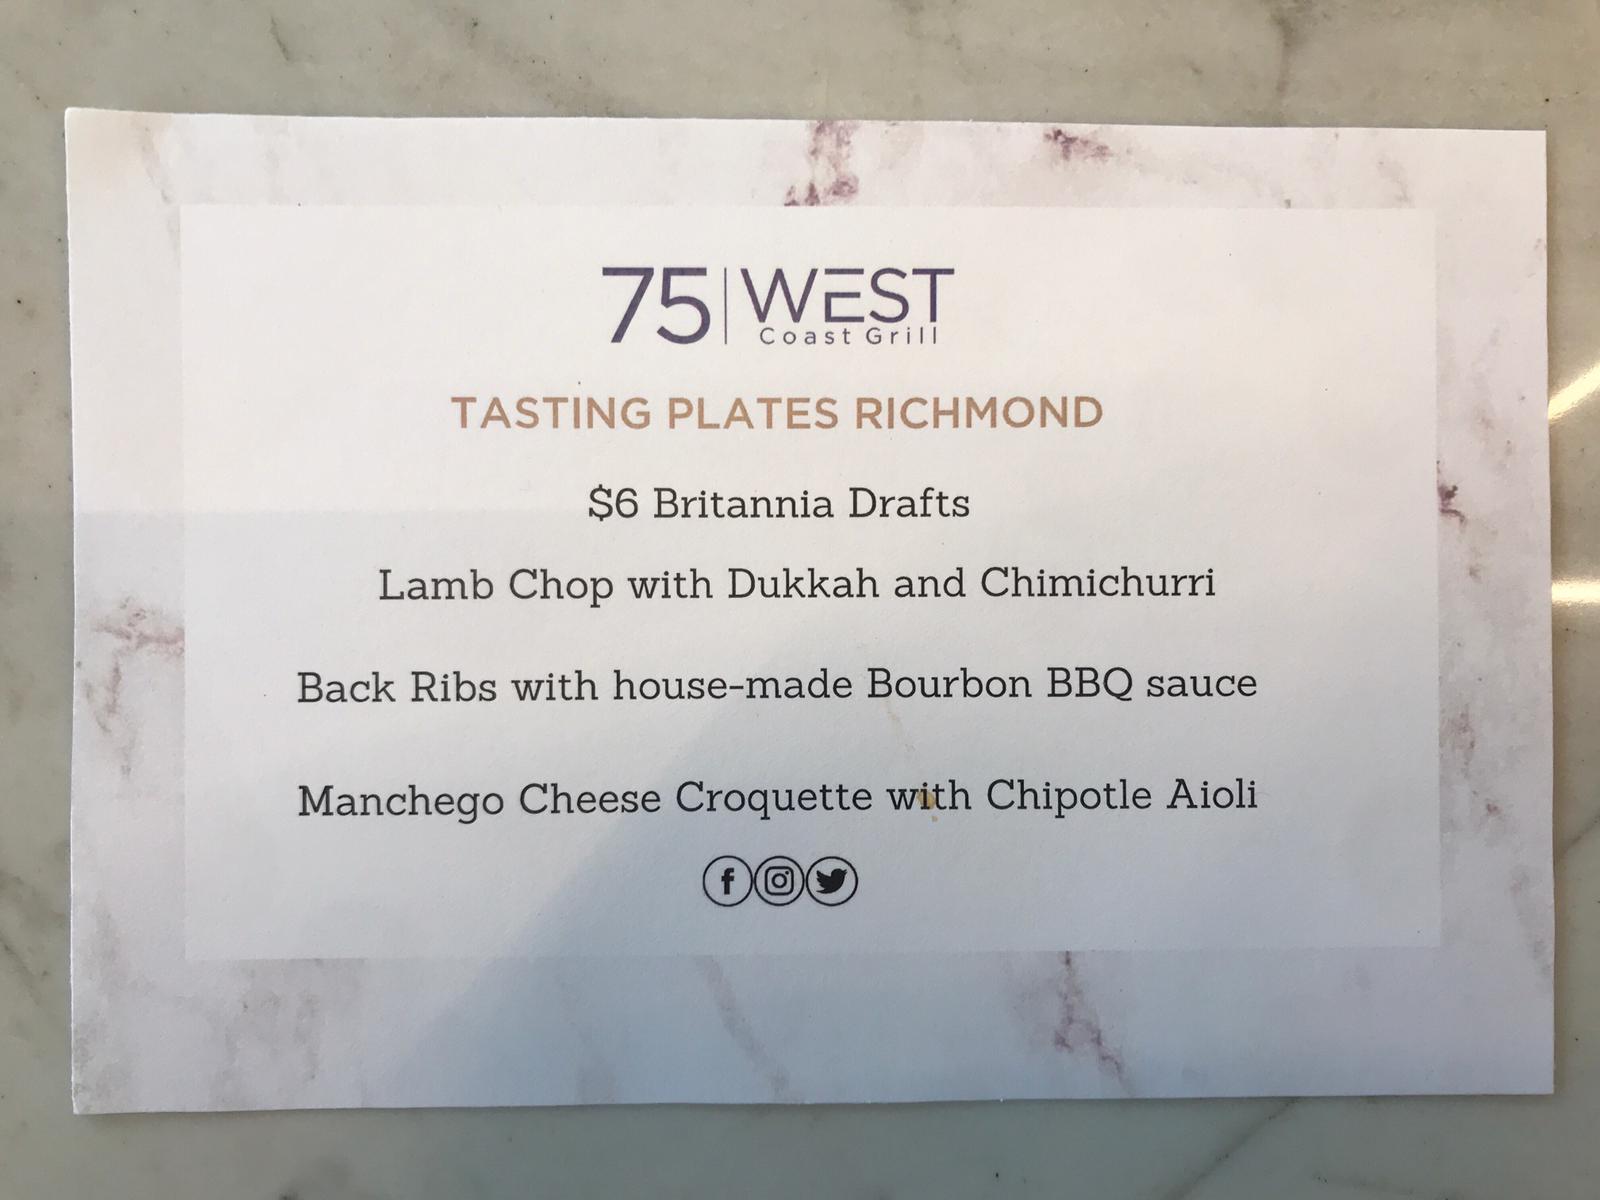 75 | WEST
Coast Grill
TASTING PLATES RICHMOND
$6 Britannia Drafts
Lamb Chop with Dukkah and Chimichurri
Back Ribs with house-made Bourbon BBQ sauce
Manchego Cheese Croquette with Chipotle Aioli